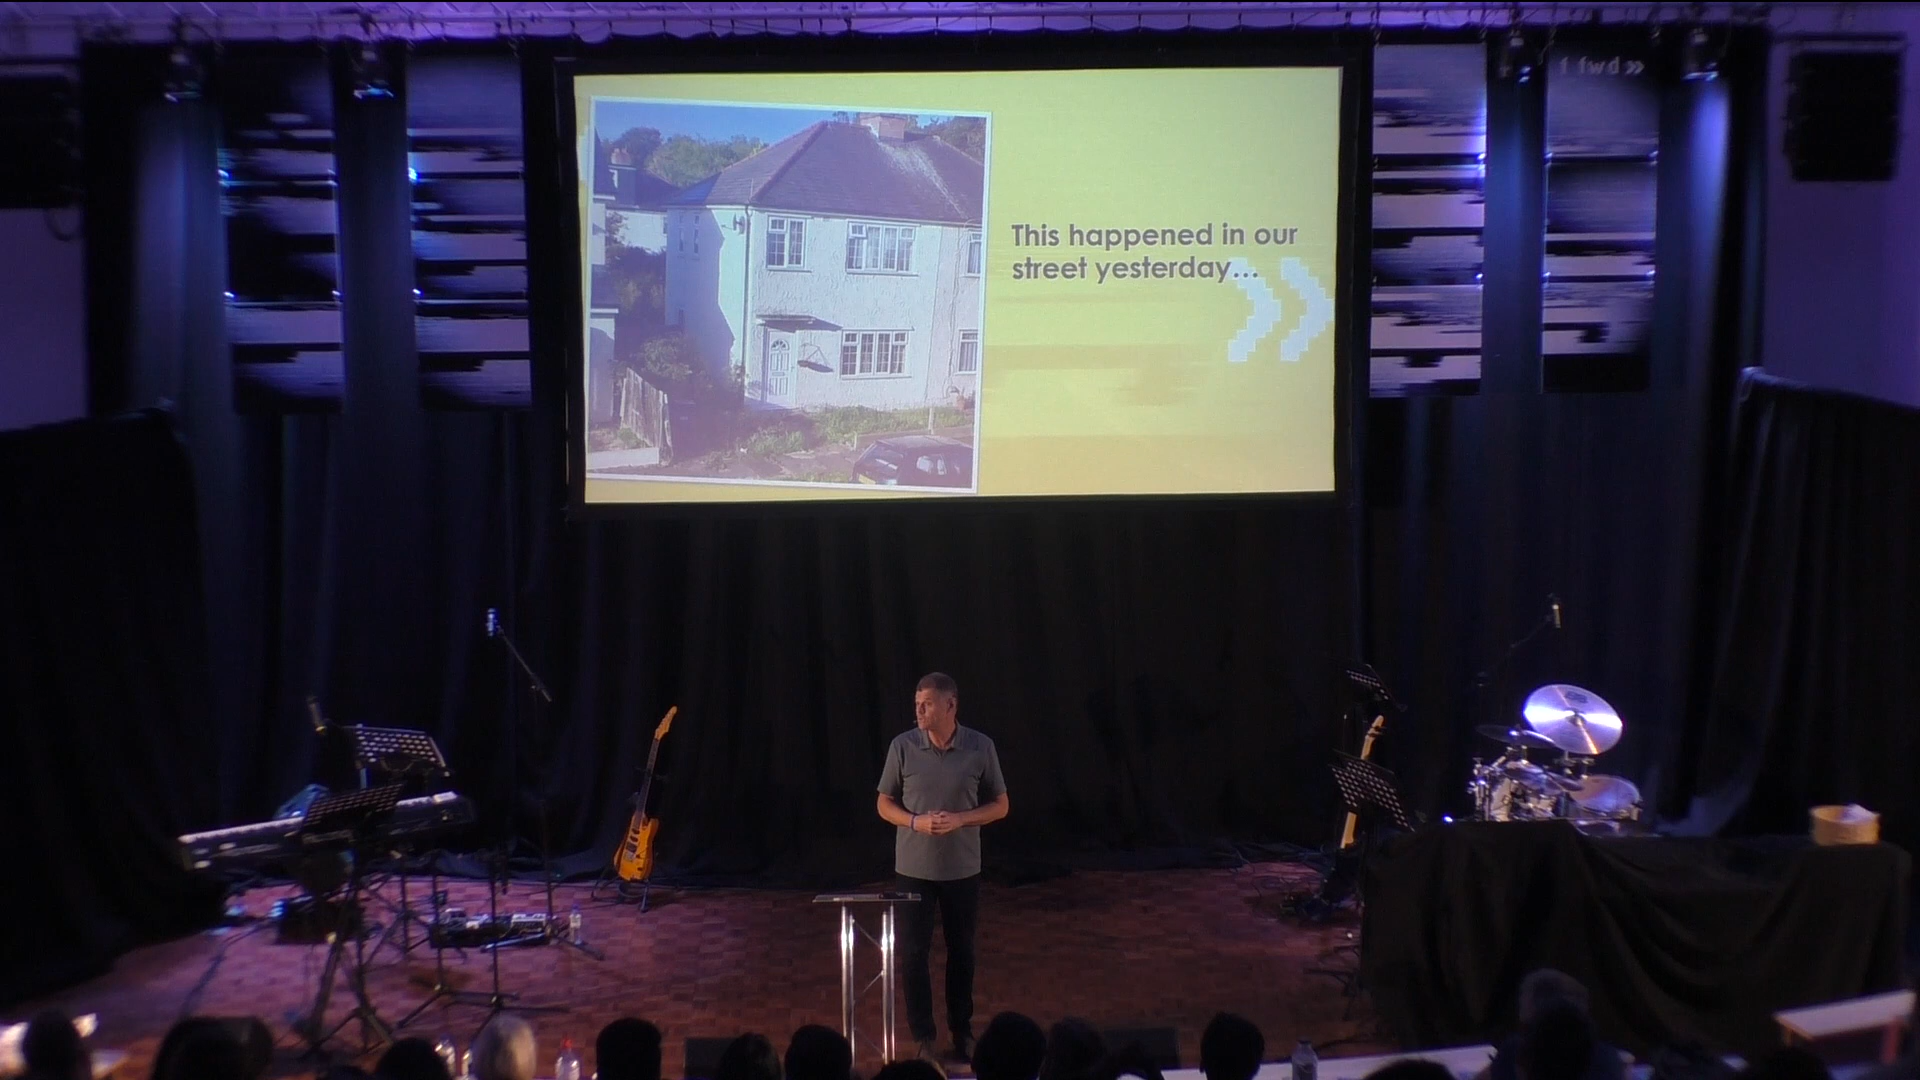 fwd»
This happened in our
street yesterday...